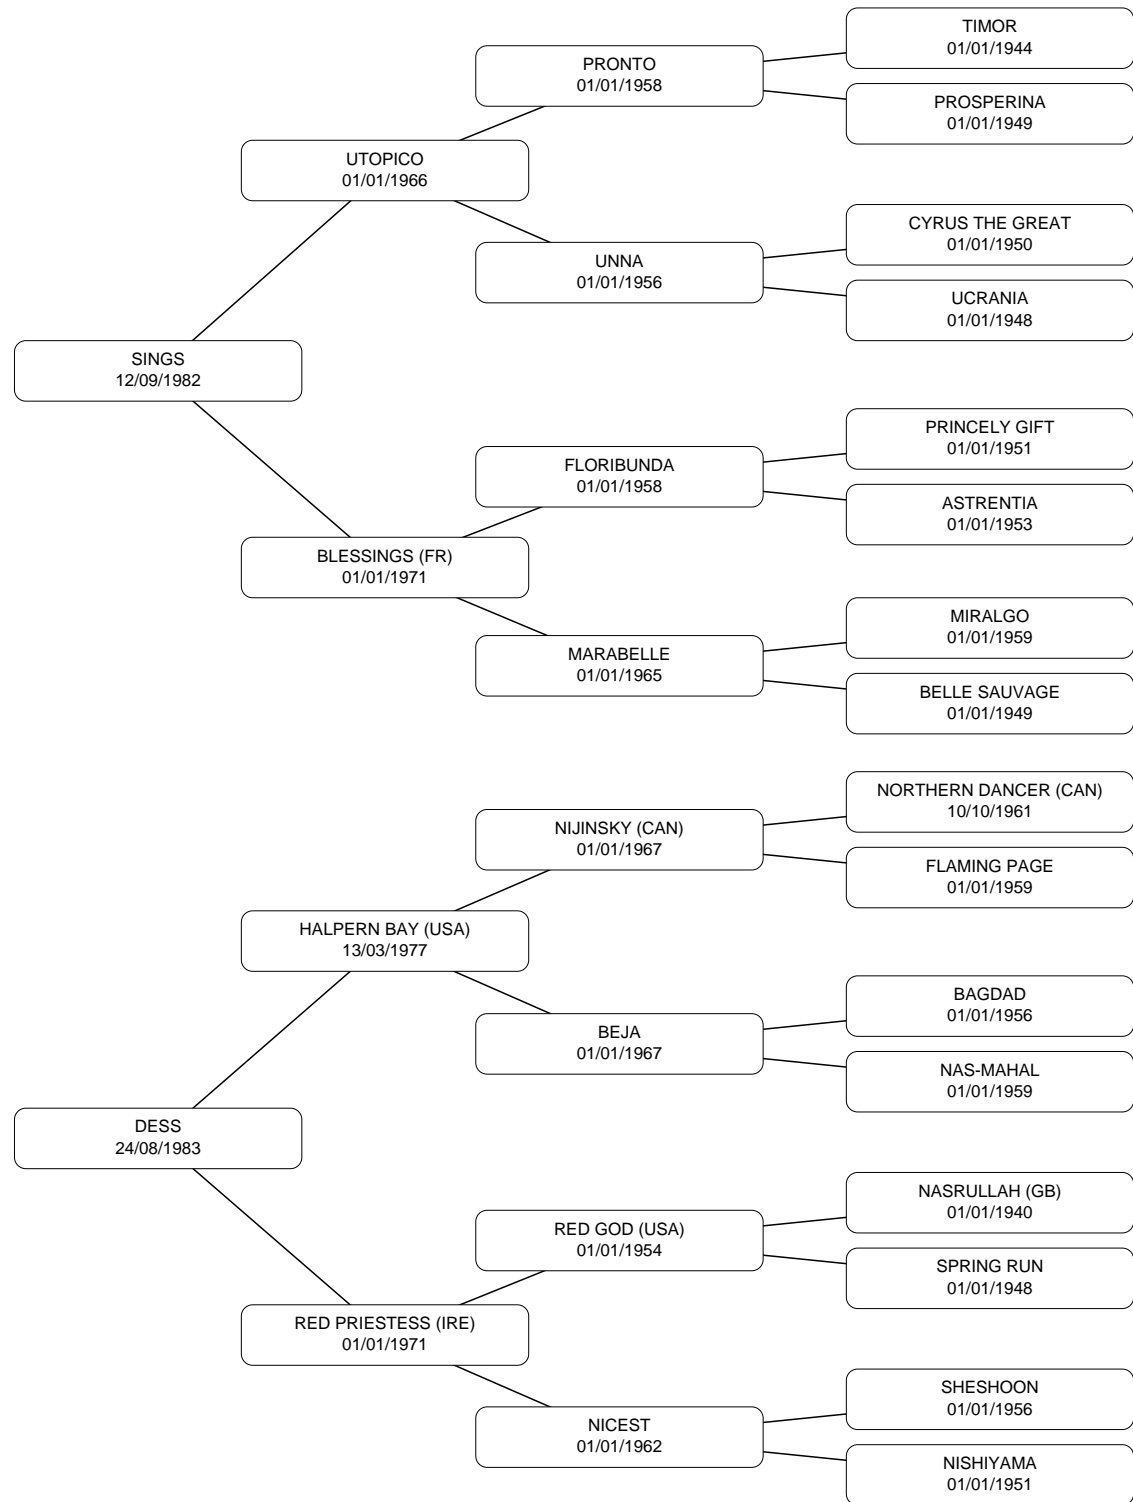 TIMOR
01/01/1944
PRONTO
01/01/1958
PROSPERINA
01/01/1949
UTOPICO
01/01/1966
CYRUS THE GREAT
01/01/1950
UNNA
01/01/1956
UCRANIA
01/01/1948
SINGS
12/09/1982
PRINCELY GIFT
01/01/1951
FLORIBUNDA
01/01/1958
ASTRENTIA
01/01/1953
BLESSINGS (FR)
01/01/1971
MIRALGO
01/01/1959
MARABELLE
01/01/1965
BELLE SAUVAGE
01/01/1949
NORTHERN DANCER (CAN)
10/10/1961
NIJINSKY (CAN)
01/01/1967
FLAMING PAGE
01/01/1959
HALPERN BAY (USA)
13/03/1977
BAGDAD
01/01/1956
BEJA
01/01/1967
NAS-MAHAL
01/01/1959
DESS
24/08/1983
NASRULLAH (GB)
01/01/1940
RED GOD (USA)
01/01/1954
SPRING RUN
01/01/1948
RED PRIESTESS (IRE)
01/01/1971
SHESHOON
01/01/1956
NICEST
01/01/1962
NISHIYAMA
01/01/1951